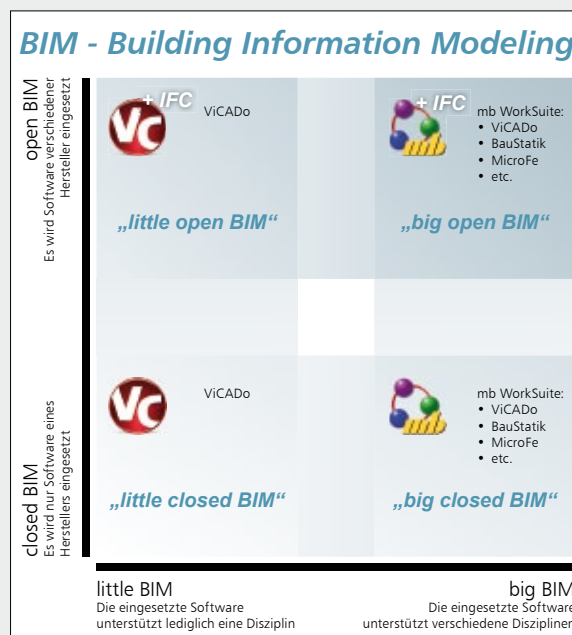 BIM - Building Information Modeling
open BIM
Es wird Software verschiedener
Hersteller eingesetzt
+ IFC
ViCADo
„little open BIM“
+ IFC
mb WorkSuite:
• ViCADo
• BauStatik
• MicroFe
• etc.
„big open BIM“
closed BIM
Es wird nur Software eines
Herstellers eingesetzt
VC
ViCADo
„little closed BIM“
mb
mb WorkSuite:
• ViCADo
• BauStatik
• MicroFe
• etc.
„big closed BIM“
little BIM
Die eingesetzte Software
unterstützt lediglich eine Disziplin
big BIM
Die eingesetzte Software
unterstützt verschiedene Disziplinen